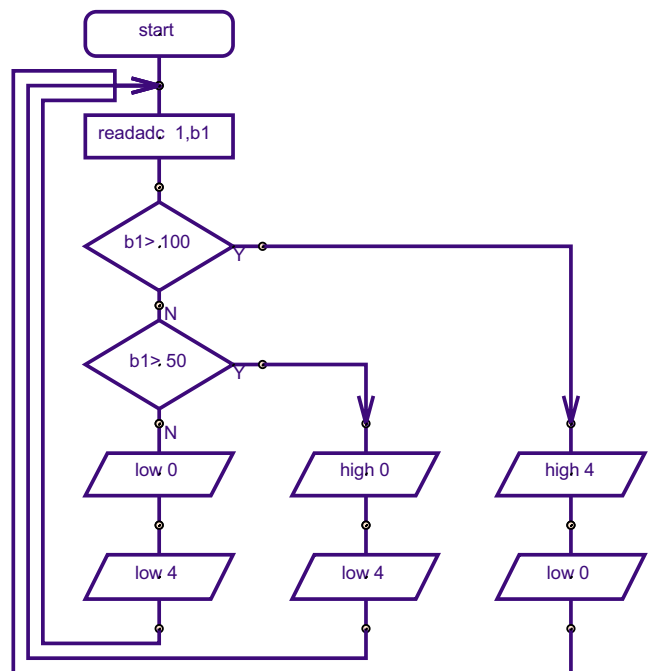 start
readadc 1,b1
b1> 100
Y
N
b1> 50
Y
N
low 0
high 0
high 4
low 4
low 4
low 0